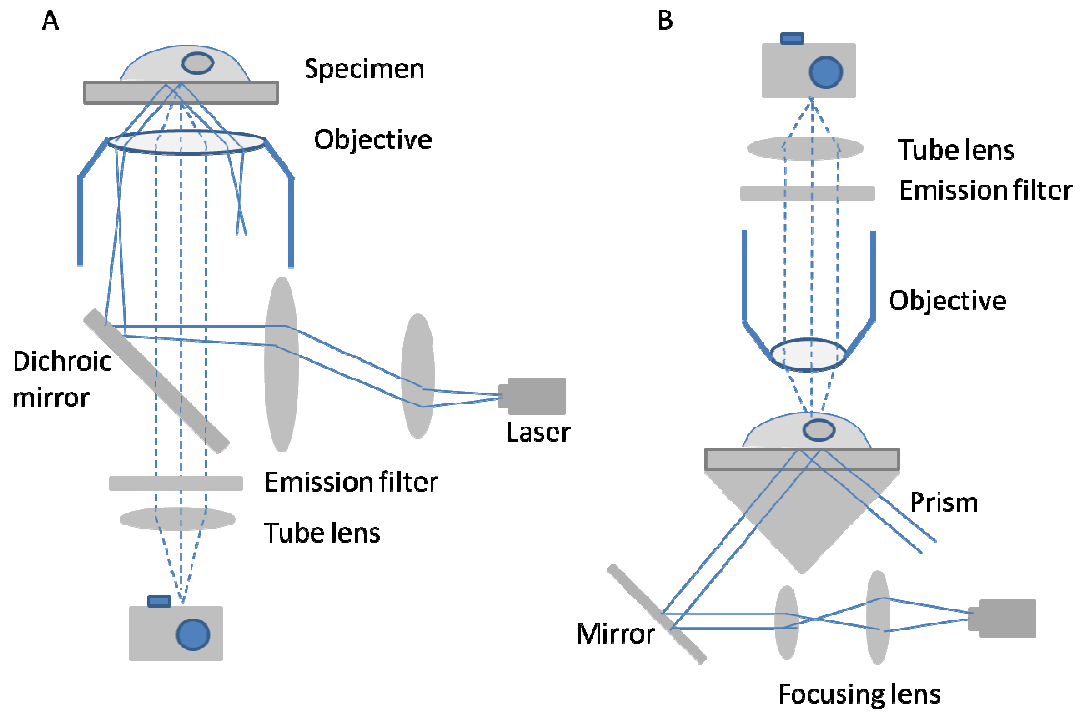 A
Specimen
Objective
Dichroic
mirror
Laser
Emission filter
Tube lens
B
Tube lens
Emission filter
Objective
Prism
Mirror
Focusing lens